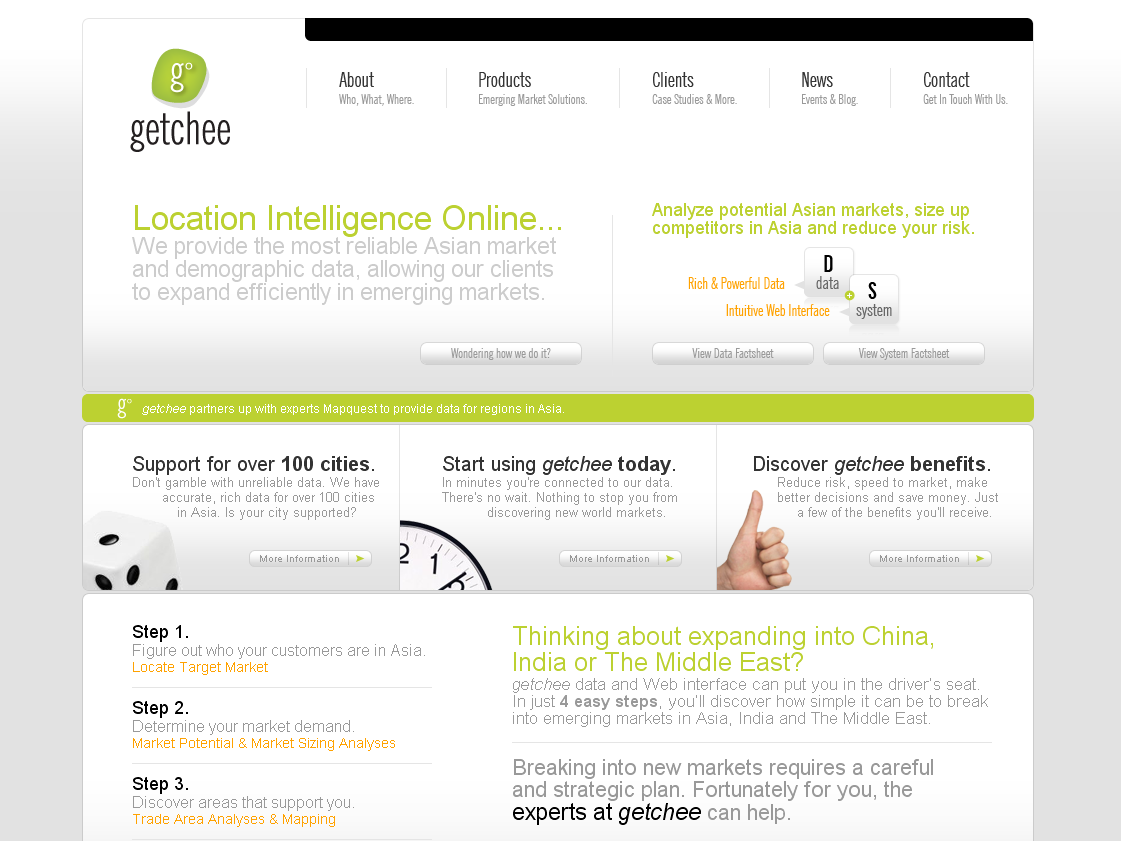 g°
getchee
About
Who, What, Where.
Products
Emerging Market Solutions.
Clients
Case Studies & More.
News
Events & Blog.
Contact
Get In Touch With Us.
Location Intelligence Online...
We provide the most reliable Asian market
and demographic data, allowing our clients
to expand efficiently in emerging markets.
Wondering how we do it?
Analyze potential Asian markets, size up
competitors in Asia and reduce your risk.
D
data
Rich & Powerful Data
S
system
Intuitive Web Interface
View Data Factsheet
View System Factsheet
g° getchee partners up with experts Mapquest to provide data for regions in Asia.
Support for over 100 cities.
Don't gamble with unreliable data. We have
accurate, rich data for over 100 cities
in Asia. Is your city supported?
More Information
Start using getchee today.
In minutes you're connected to our data.
There's no wait. Nothing to stop you from
discovering new world markets.
2
1
More Information
Discover getchee benefits.
Reduce risk, speed to market, make
better decisions and save money. Just
a few of the benefits you'll receive.
More Information
Step 1.
Figure out who your customers are in Asia.
Locate Target Market
Step 2.
Determine your market demand.
Market Potential & Market Sizing Analyses
Step 3.
Discover areas that support you.
Trade Area Analyses & Mapping
Thinking about expanding into China,
India or The Middle East?
getchee data and Web interface can put you in the driver's seat.
In just 4 easy steps, you'll discover how simple it can be to break
into emerging markets in Asia, India and The Middle East.
Breaking into new markets requires a careful
and strategic plan. Fortunately for you, the
experts at getchee can help.